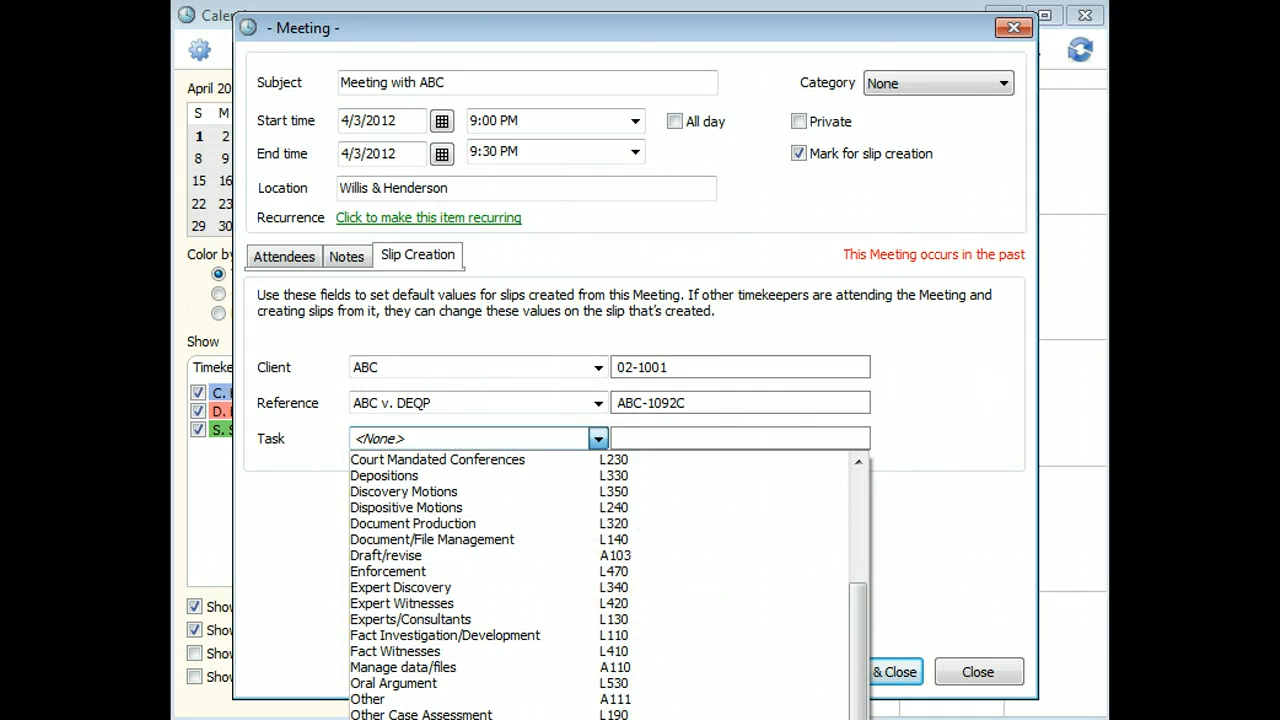 - Meeting -
Subject Meeting with ABC Category None
Start time 4/3/2012 9:00 PM All day Private
End time 4/3/2012 9:30 PM Mark for slip creation
Location Willis & Henderson
Recurrence Click to make this item recurring
Attendees Notes Slip Creation This Meeting occurs in the past
Use these fields to set default values for slips created from this Meeting. If other timekeepers are attending the Meeting and
creating slips from it, they can change these values on the slip that's created.
Client ABC 02-1001
Reference ABC v. DEQP ABC-1092C
Task <None>
Court Mandated Conferences L230
Depositions L330
Discovery Motions L350
Dispositive Motions L240
Document Production L320
Document/File Management L140
Draft/revise A103
Enforcement L470
Expert Discovery L340
Expert Witnesses L420
Experts/Consultants L130
Fact Investigation/Development L110
Fact Witnesses L410
Manage data/files A110
Oral Argument L530
Other A111
Other Case Assessment L190
& Close Close
April 20
S M
1 2
8 9
15 16
22 23
29 30
Color by
Show
C.
D.
S. S
Show
Show
Show
Show